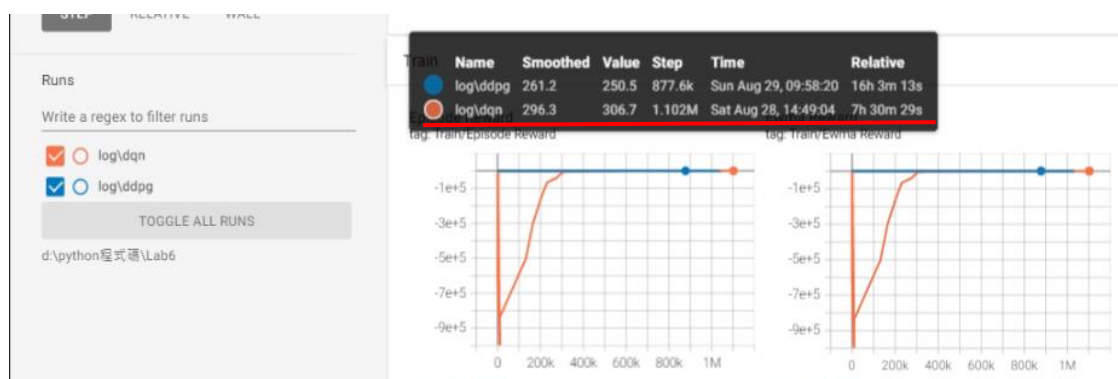 STEP RELATIVE WALL
Runs
Write a regex to filter runs
log\dqn
log\ddpg
TOGGLE ALL RUNS
d:\python程式碼\Lab6
Train
Name Smoothed Value Step Time Relative
log\ddpg 261.2 250.5 877.6k Sun Aug 29, 09:58:20 16h 3m 13s
log\dqn 296.3 306.7 1.102M Sat Aug 28, 14:49:04 7h 30m 29s
Episode Reward
tag: Train/Episode Reward
-1e+5
-3e+5
-5e+5
-7e+5
-9e+5
0 200k 400k 600k 800k 1M
Ewma Reward
tag: Train/Ewma Reward
-1e+5
-3e+5
-5e+5
-7e+5
-9e+5
0 200k 400k 600k 800k 1M